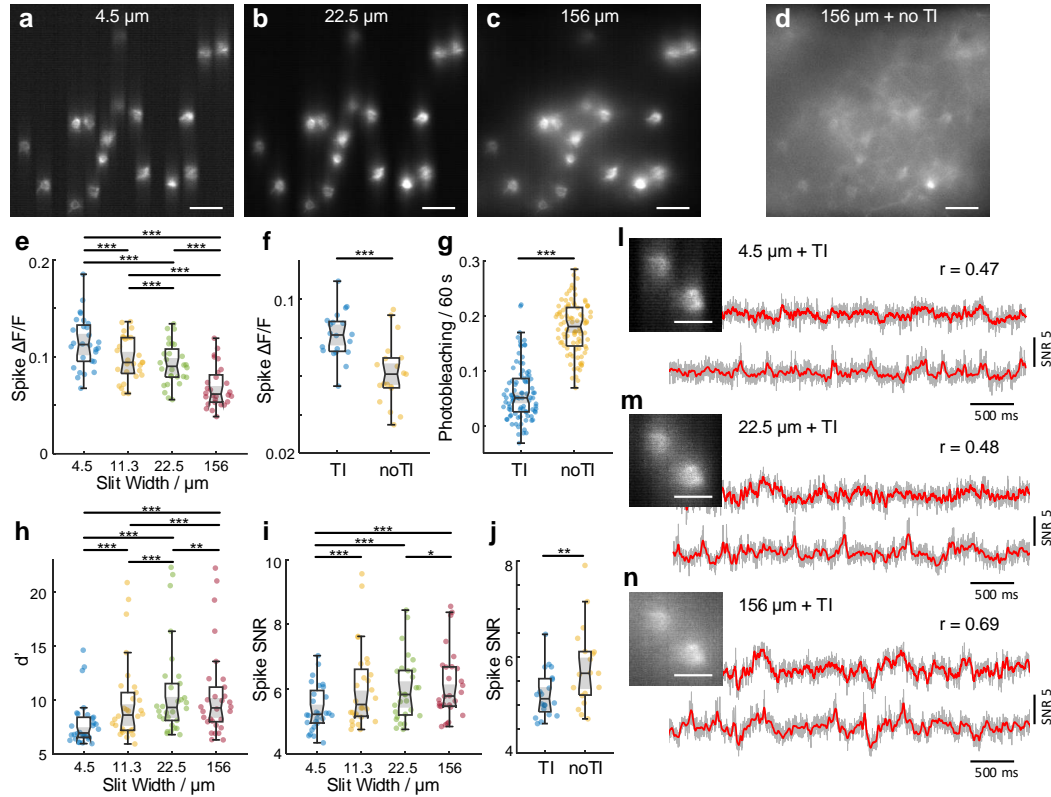 a 4.5 µm
b 22.5 µm
c 156 µm
d 156 µm + no TI
e
***
***
***
***
***
***
0.2
0.1
0
Spike ΔF/F
4.5 11.3 22.5 156
Slit Width / µm
f
***
0.1
0.02
Spike ΔF/F
TI noTI
g
***
0.3
0.2
0.1
0
Photobleaching / 60 s
TI noTI
h
***
***
***
**
***
***
20
15
10
5
d'
4.5 11.3 22.5 156
Slit Width / µm
i
***
***
***
*
10
8
6
4
Spike SNR
4.5 11.3 22.5 156
Slit Width / µm
j
**
8
6
4
Spike SNR
TI noTI
l
4.5 µm + TI
r = 0.47
SNR 5
500 ms
m
22.5 µm + TI
r = 0.48
SNR 5
500 ms
n
156 µm + TI
r = 0.69
SNR 5
500 ms